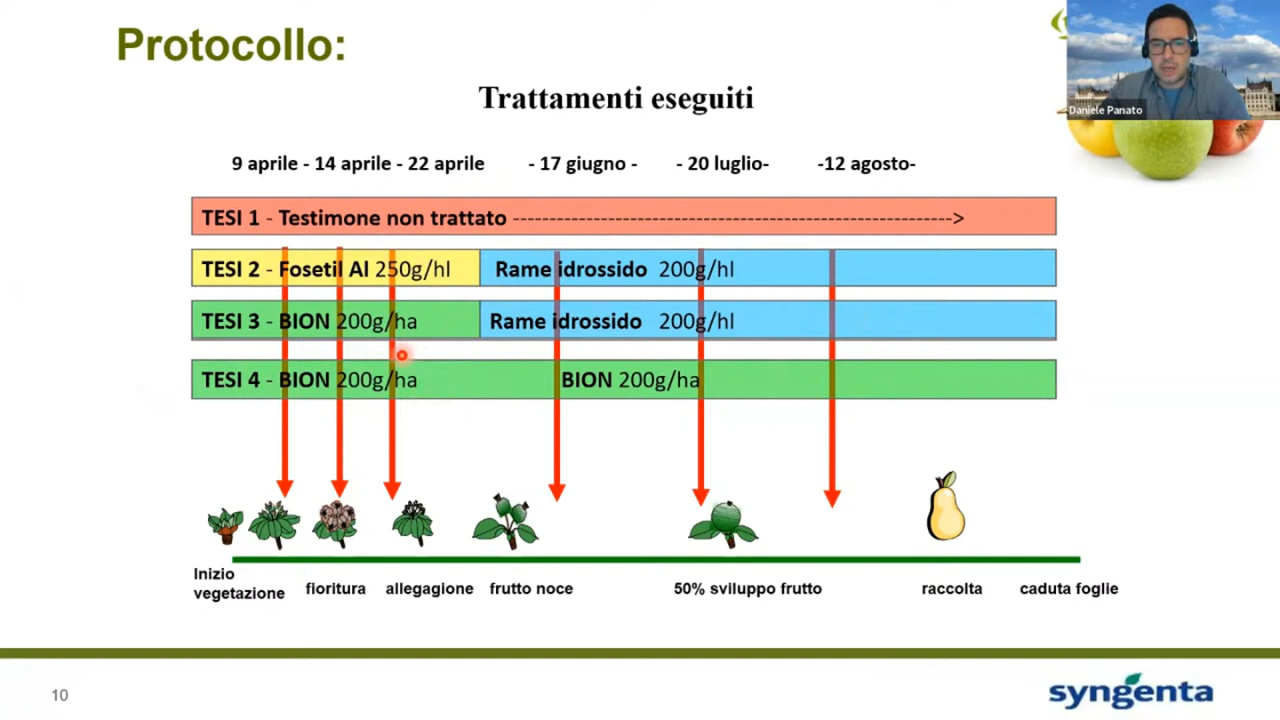 Protocollo:
Daniele Panato
Trattamenti eseguiti
9 aprile - 14 aprile - 22 aprile - 17 giugno - - 20 luglio- -12 agosto-
TESI 1 - Testimone non trattato ------------------------------------------------------------>
TESI 2 - Fosetil Al 250g/hl Rame idrossido 200g/hl
TESI 3 - BION 200g/ha Rame idrossido 200g/hl
TESI 4 - BION 200g/ha BION 200g/ha
Inizio
vegetazione fioritura allegagione frutto noce 50% sviluppo frutto raccolta caduta foglie
10
syngenta